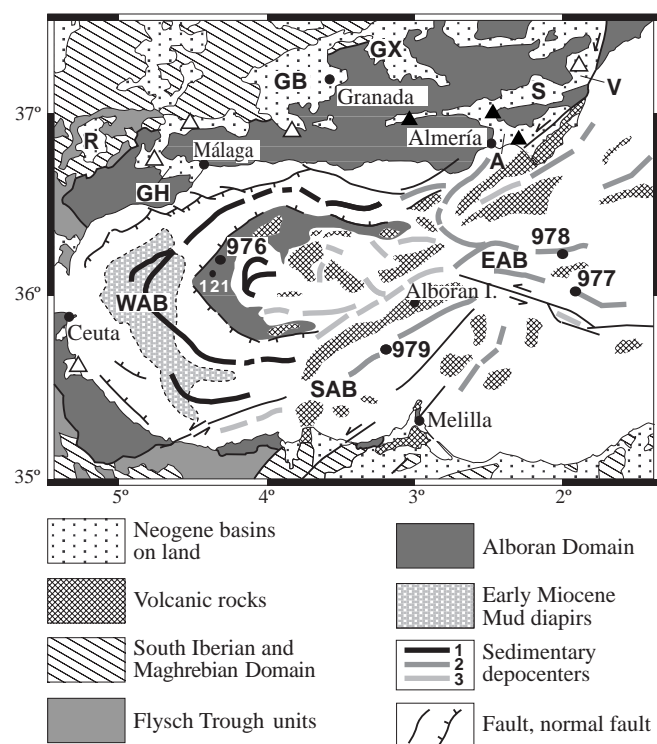 GX
GB
Granada
S
V
37°
R
Almería
Málaga
A
GH
976
978
EAB
977
121
WAB
36°
Alboran I.
Ceuta
979
SAB
Melilla
35°
5° 4° 3° 2°
Neogene basins
on land
Volcanic rocks
South Iberian and
Maghrebian Domain
Flysch Trough units
Alboran Domain
Early Miocene
Mud diapirs
1
2
3
Sedimentary
depocenters
Fault, normal fault